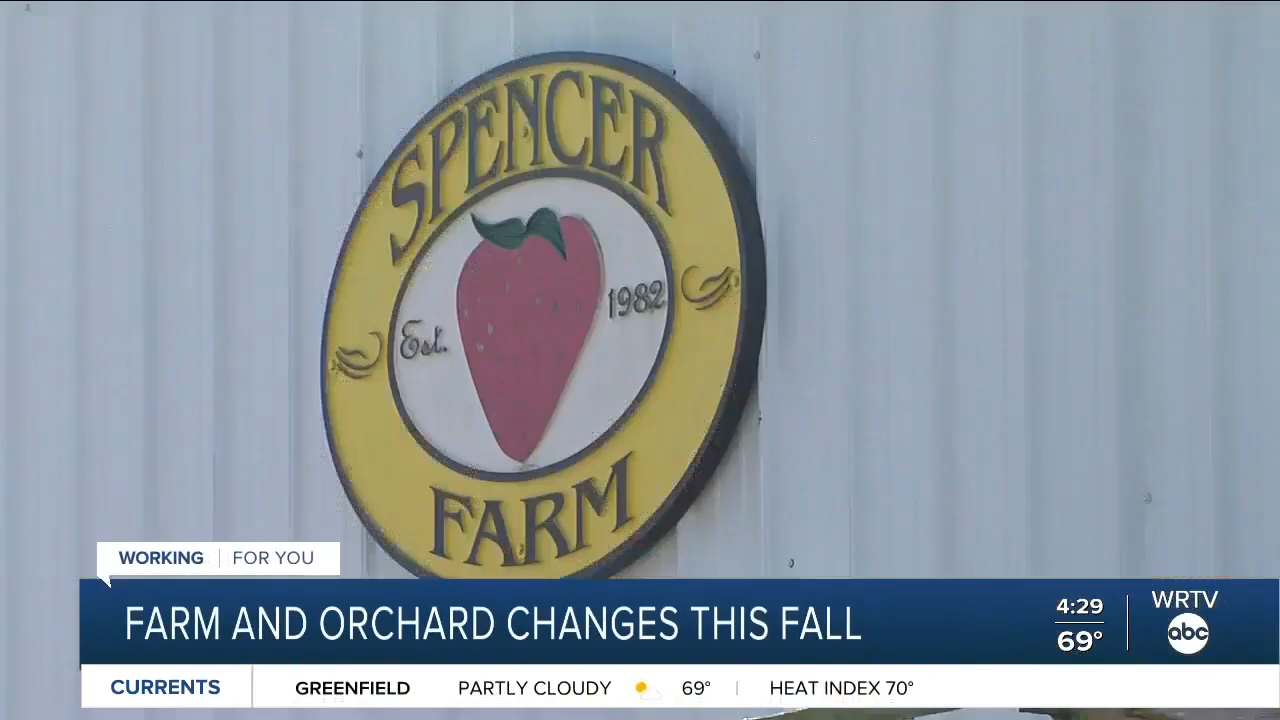 SPENCER
Est. 1982
FARM
WORKING | FOR YOU
FARM AND ORCHARD CHANGES THIS FALL
4:29
69°
WRTV
abc
CURRENTS GREENFIELD PARTLY CLOUDY 69° | HEAT INDEX 70°